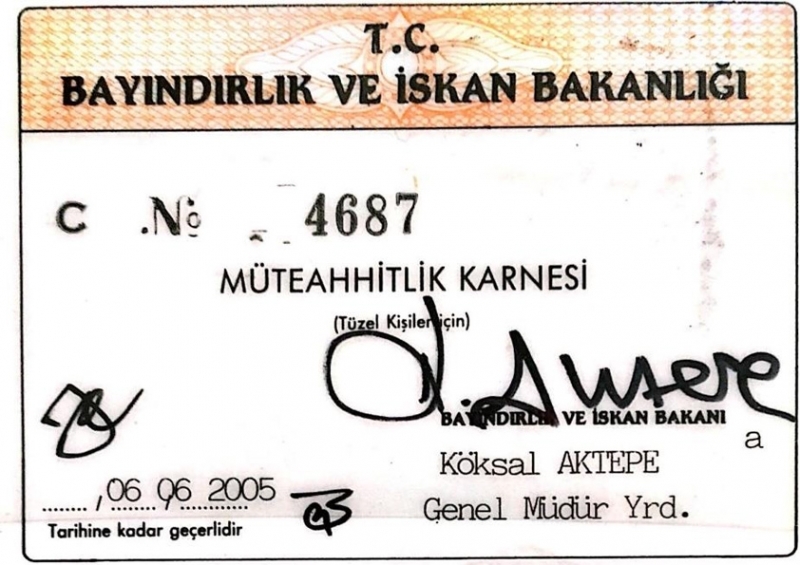 T.C.
BAYINDIRLIK VE İSKAN BAKANLIĞI
C .No 4687
MÜTEAHHİTLİK KARNESİ
(Tüzel Kişiler için)
BAYINDIRLIK VE İSKAN BAKANI
a
Köksal AKTEPE
Genel Müdür Yrd.
06 06 2005
Tarihine kadar geçerlidir